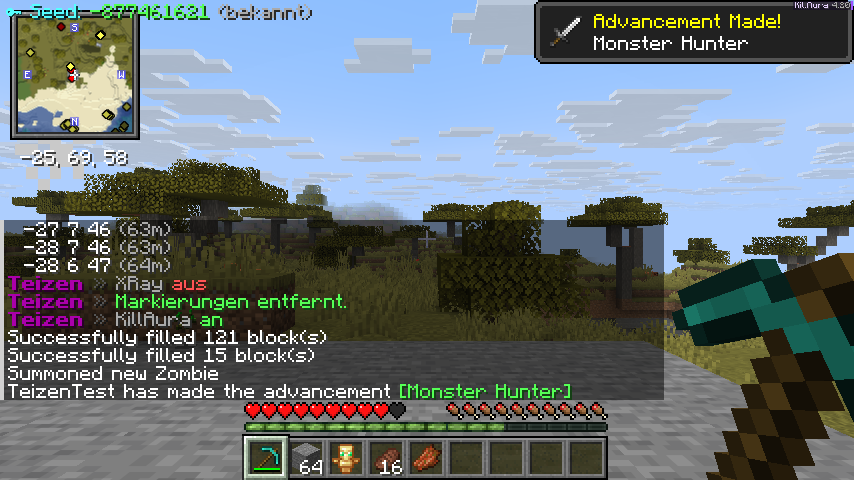 Seed: -877461621 (bekannt)
KillAura 4.20
Advancement Made!
Monster Hunter
S
E
W
N
-25, 69, 58
-27 7 46 (63m)
-28 7 46 (63m)
-28 6 47 (64m)
Teizen » XRay aus
Teizen » Markierungen entfernt.
Teizen » KillAura an
Successfully filled 121 block(s)
Successfully filled 15 block(s)
Summoned new Zombie
TeizenTest has made the advancement [Monster Hunter]
64
16